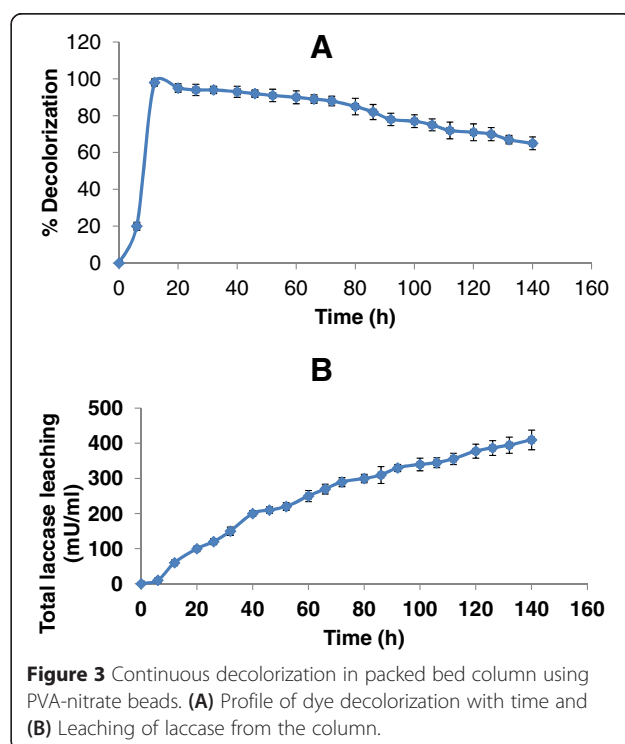 A
120
100
80
60
40
20
0
% Decolorization
0 20 40 60 80 100 120 140 160
Time (h)
B
500
400
300
200
100
0
Total laccase leaching
(mU/ml)
0 20 40 60 80 100 120 140 160
Time (h)
Figure 3 Continuous decolorization in packed bed column using
PVA-nitrate beads. (A) Profile of dye decolorization with time and
(B) Leaching of laccase from the column.